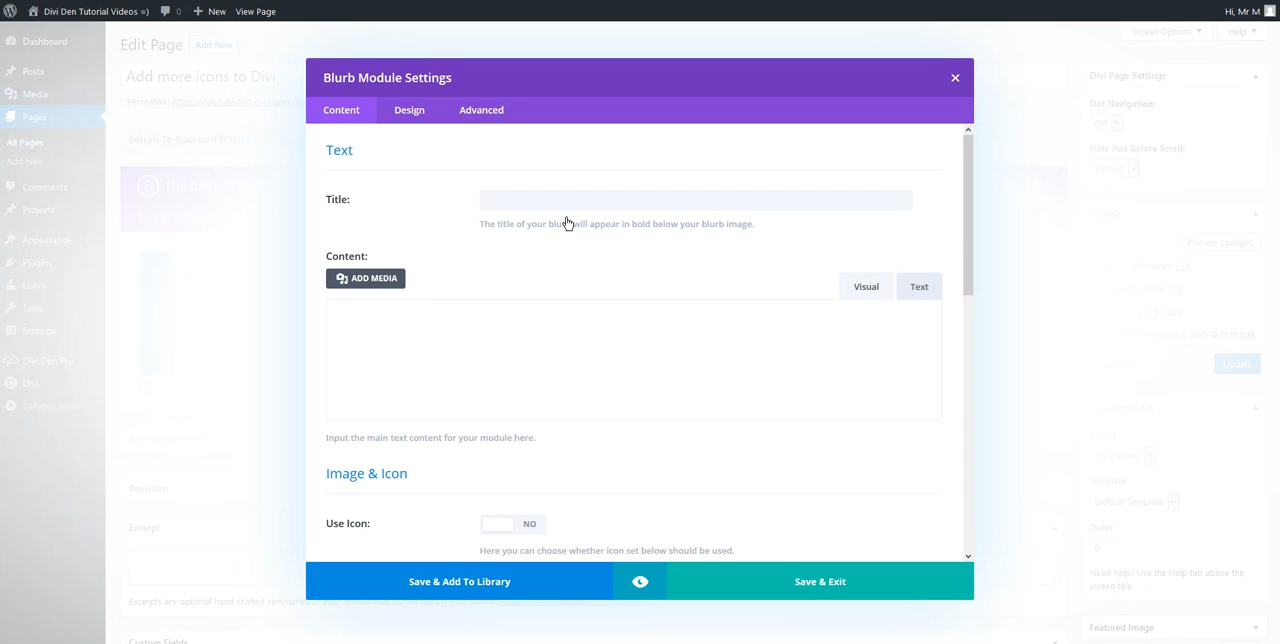 Divi Den Tutorial Videos =) 0 New View Page Hi, Mr M
Dashboard
Posts
Media
Pages
All Pages
Add New
Comments
Projects
Appearance
Plugins
Users
Tools
Settings
Divi Den Pro
Divi
Collapse menu
Edit Page Add New
Screen Options Help
Add more icons to Divi
Permalink:
Return To Standard Editor
The Divi
Blurb Module Settings
Content Design Advanced
Text
Title:
The title of your blurb will appear in bold below your blurb image.
Content:
ADD MEDIA
Visual Text
Input the main text content for your module here.
Image & Icon
Use Icon:
NO
Here you can choose whether icon set below should be used.
Save & Add To Library
Save & Exit
Divi Page Settings
Dot Navigation:
Off
Hide Nav Before Scroll:
Default
Preview Changes
Edit
Update
Default Template
Order
0
Need help? Use the Help tab above the
screen title.
Featured Image
Revisions
Excerpt
Excerpts are optional hand-crafted summaries of your
Custom Fields